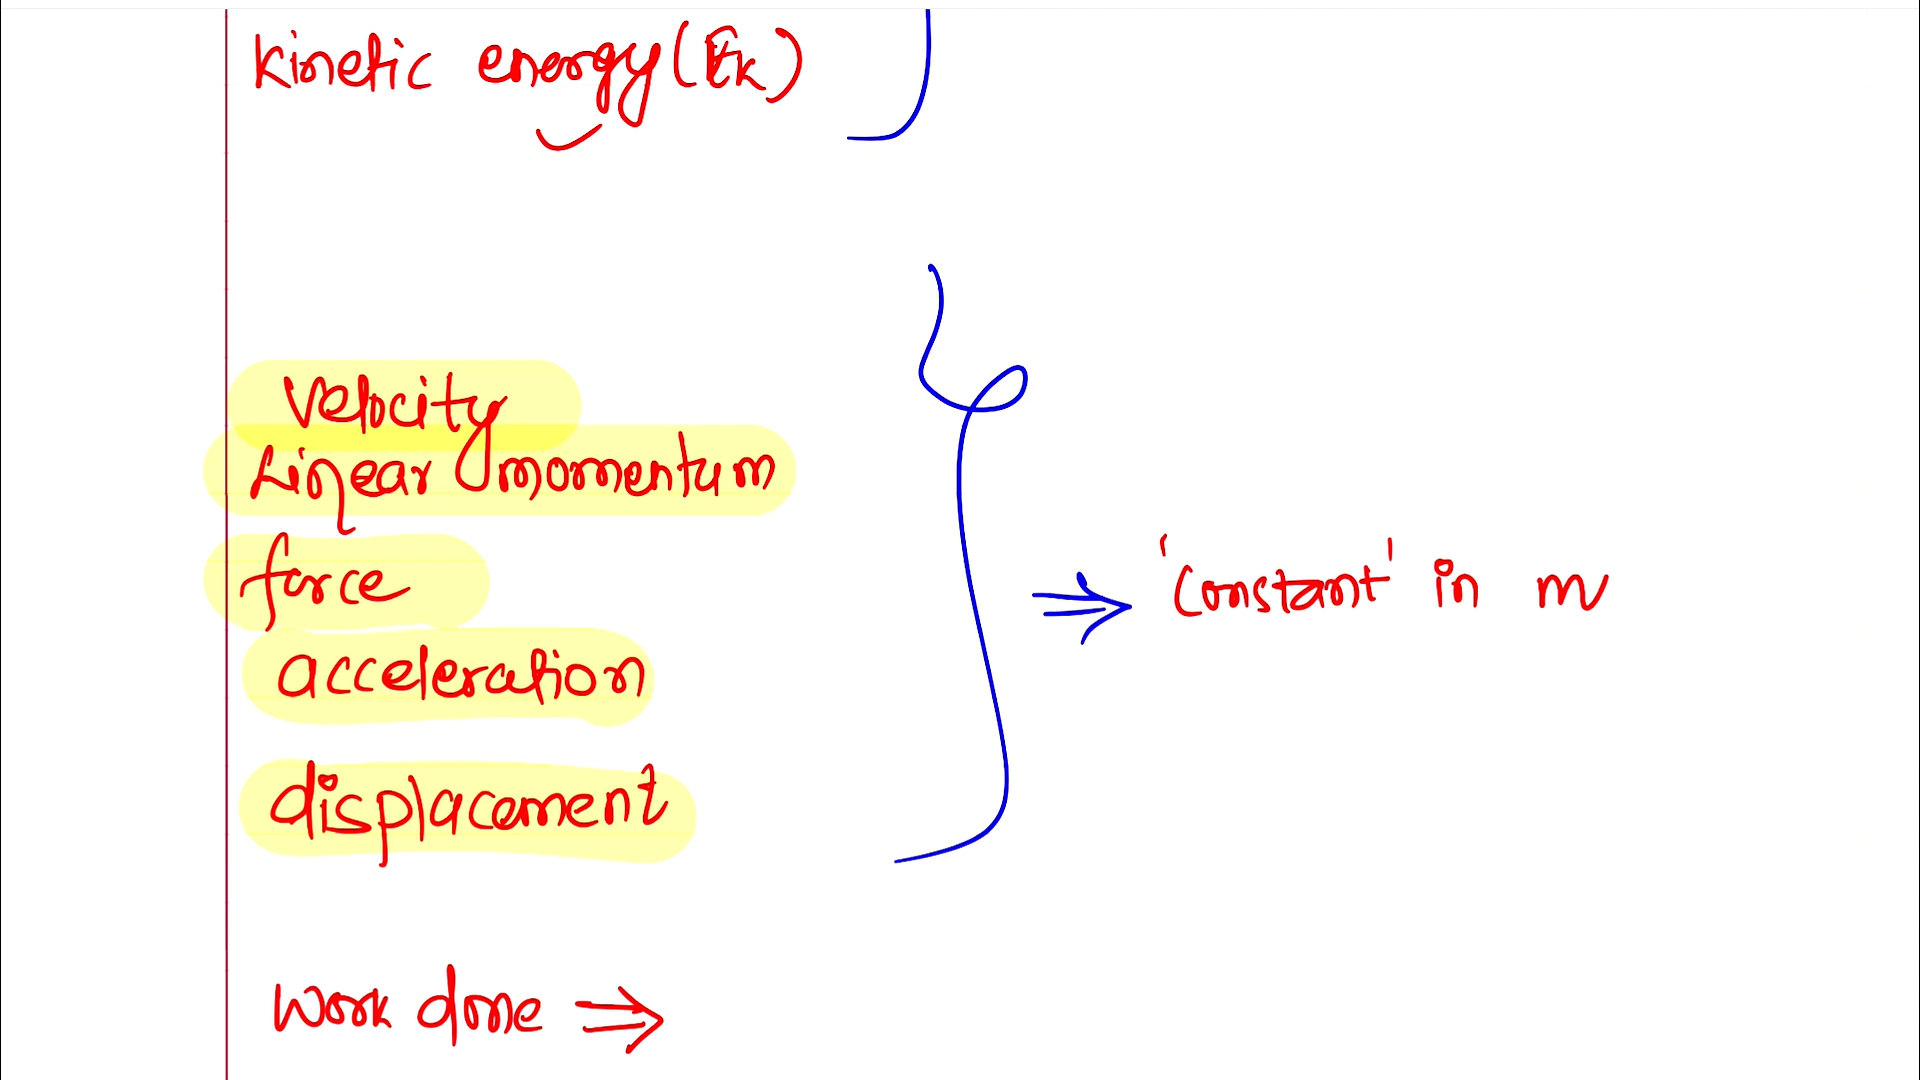 kinetic energy (Ek)
Velocity
Linear momentum
force
'constant' in m
acceleration
displacement
Work done ⇒